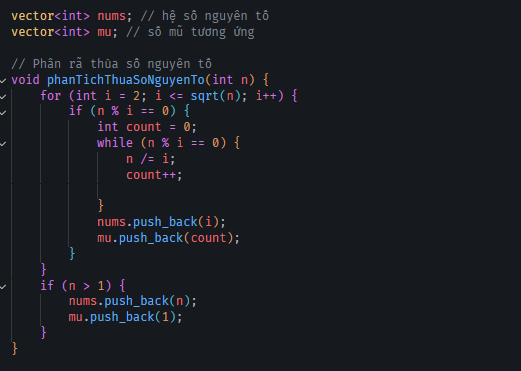 vector<int> nums; // hệ số nguyên tố
vector<int> mu; // số mũ tương ứng
// Phân rã thừa số nguyên tố
void phanTichThuaSoNguyenTo(int n) {
for (int i = 2; i <= sqrt(n); i++) {
if (n % i == 0) {
int count = 0;
while (n % i == 0) {
n /= i;
count++;
}
nums.push_back(i);
mu.push_back(count);
}
}
if (n > 1) {
nums.push_back(n);
mu.push_back(1);
}
}